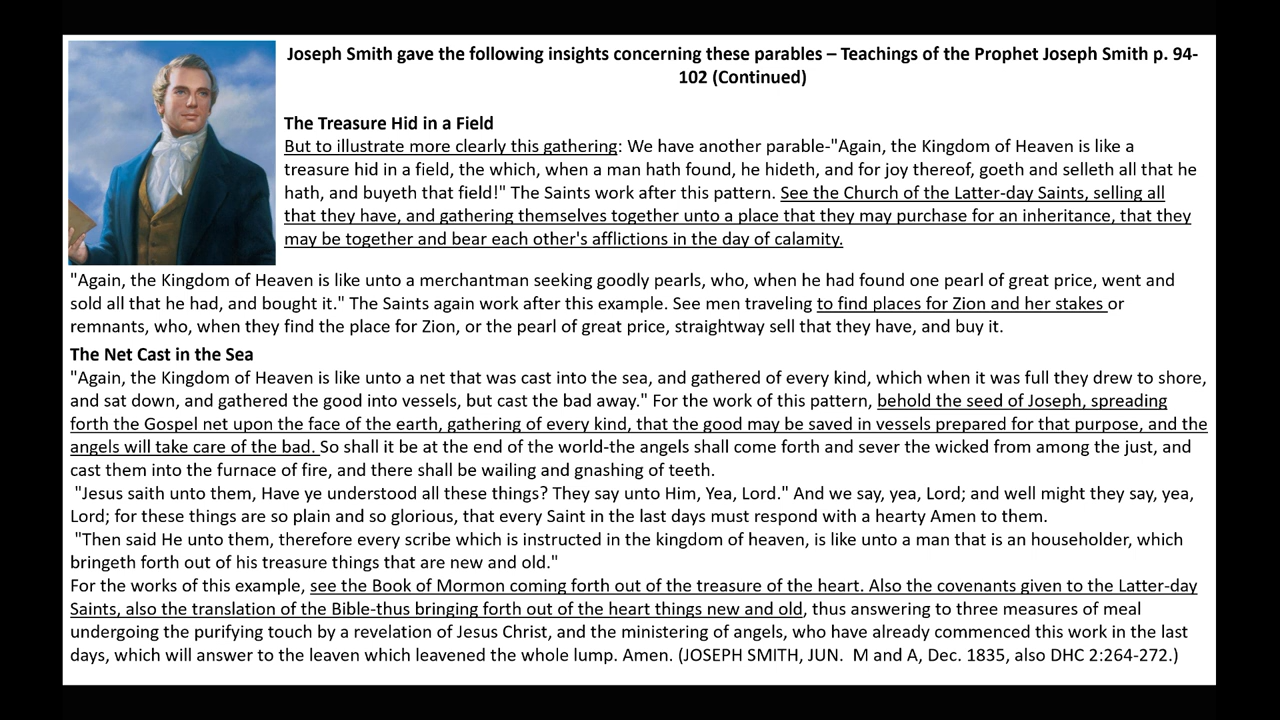 Joseph Smith gave the following insights concerning these parables – Teachings of the Prophet Joseph Smith p. 94-
102 (Continued)
The Treasure Hid in a Field
But to illustrate more clearly this gathering: We have another parable-"Again, the Kingdom of Heaven is like a
treasure hid in a field, the which, when a man hath found, he hideth, and for joy thereof, goeth and selleth all that he
hath, and buyeth that field!" The Saints work after this pattern. See the Church of the Latter-day Saints, selling all
that they have, and gathering themselves together unto a place that they may purchase for an inheritance, that they
may be together and bear each other's afflictions in the day of calamity.
"Again, the Kingdom of Heaven is like unto a merchantman seeking goodly pearls, who, when he had found one pearl of great price, went and
sold all that he had, and bought it." The Saints again work after this example. See men traveling to find places for Zion and her stakes or
remnants, who, when they find the place for Zion, or the pearl of great price, straightway sell that they have, and buy it.
The Net Cast in the Sea
"Again, the Kingdom of Heaven is like unto a net that was cast into the sea, and gathered of every kind, which when it was full they drew to shore,
and sat down, and gathered the good into vessels, but cast the bad away." For the work of this pattern, behold the seed of Joseph, spreading
forth the Gospel net upon the face of the earth, gathering of every kind, that the good may be saved in vessels prepared for that purpose, and the
angels will take care of the bad. So shall it be at the end of the world-the angels shall come forth and sever the wicked from among the just, and
cast them into the furnace of fire, and there shall be wailing and gnashing of teeth.
"Jesus saith unto them, Have ye understood all these things? They say unto Him, Yea, Lord." And we say, yea, Lord; and well might they say, yea,
Lord; for these things are so plain and so glorious, that every Saint in the last days must respond with a hearty Amen to them.
"Then said He unto them, therefore every scribe which is instructed in the kingdom of heaven, is like unto a man that is an householder, which
bringeth forth out of his treasure things that are new and old."
For the works of this example, see the Book of Mormon coming forth out of the treasure of the heart. Also the covenants given to the Latter-day
Saints, also the translation of the Bible-thus bringing forth out of the heart things new and old, thus answering to three measures of meal
undergoing the purifying touch by a revelation of Jesus Christ, and the ministering of angels, who have already commenced this work in the last
days, which will answer to the leaven which leavened the whole lump. Amen. (JOSEPH SMITH, JUN.  M and A, Dec. 1835, also DHC 2:264-272.)